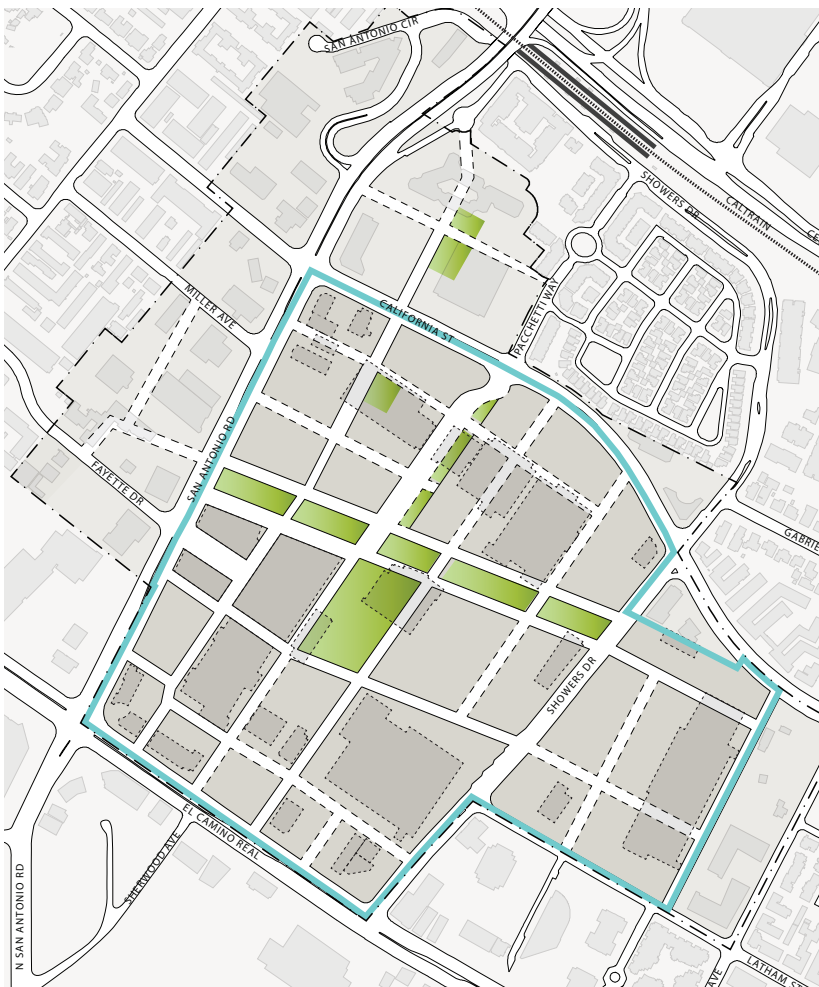 SAN ANTONIO CIR
SHOWERS DR
CALTRAIN
CE
MILLER AVE
CALIFORNIA ST
PACCHETTI WAY
SAN ANTONIO RD
FAYETTE DR
GABRIE
SHOWERS DR
EL CAMINO REAL
SHERWOOD AVE
N SAN ANTONIO RD
AVE
LATHAM ST